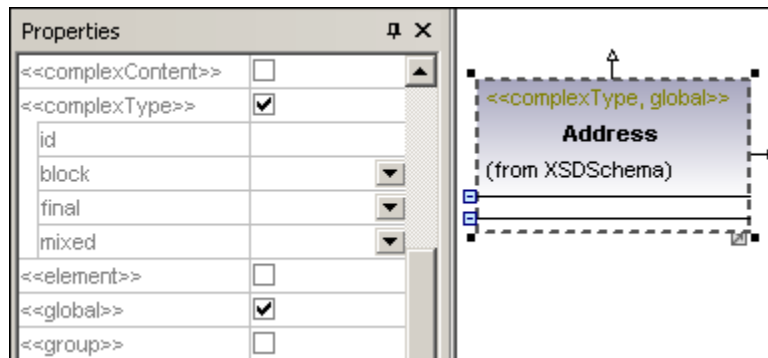 Properties
<<complexContent>>
<<complexType>>
id
block
final
mixed
<<element>>
<<global>>
<<group>>
<<complexType, global>>
Address
(from XSDSchema)